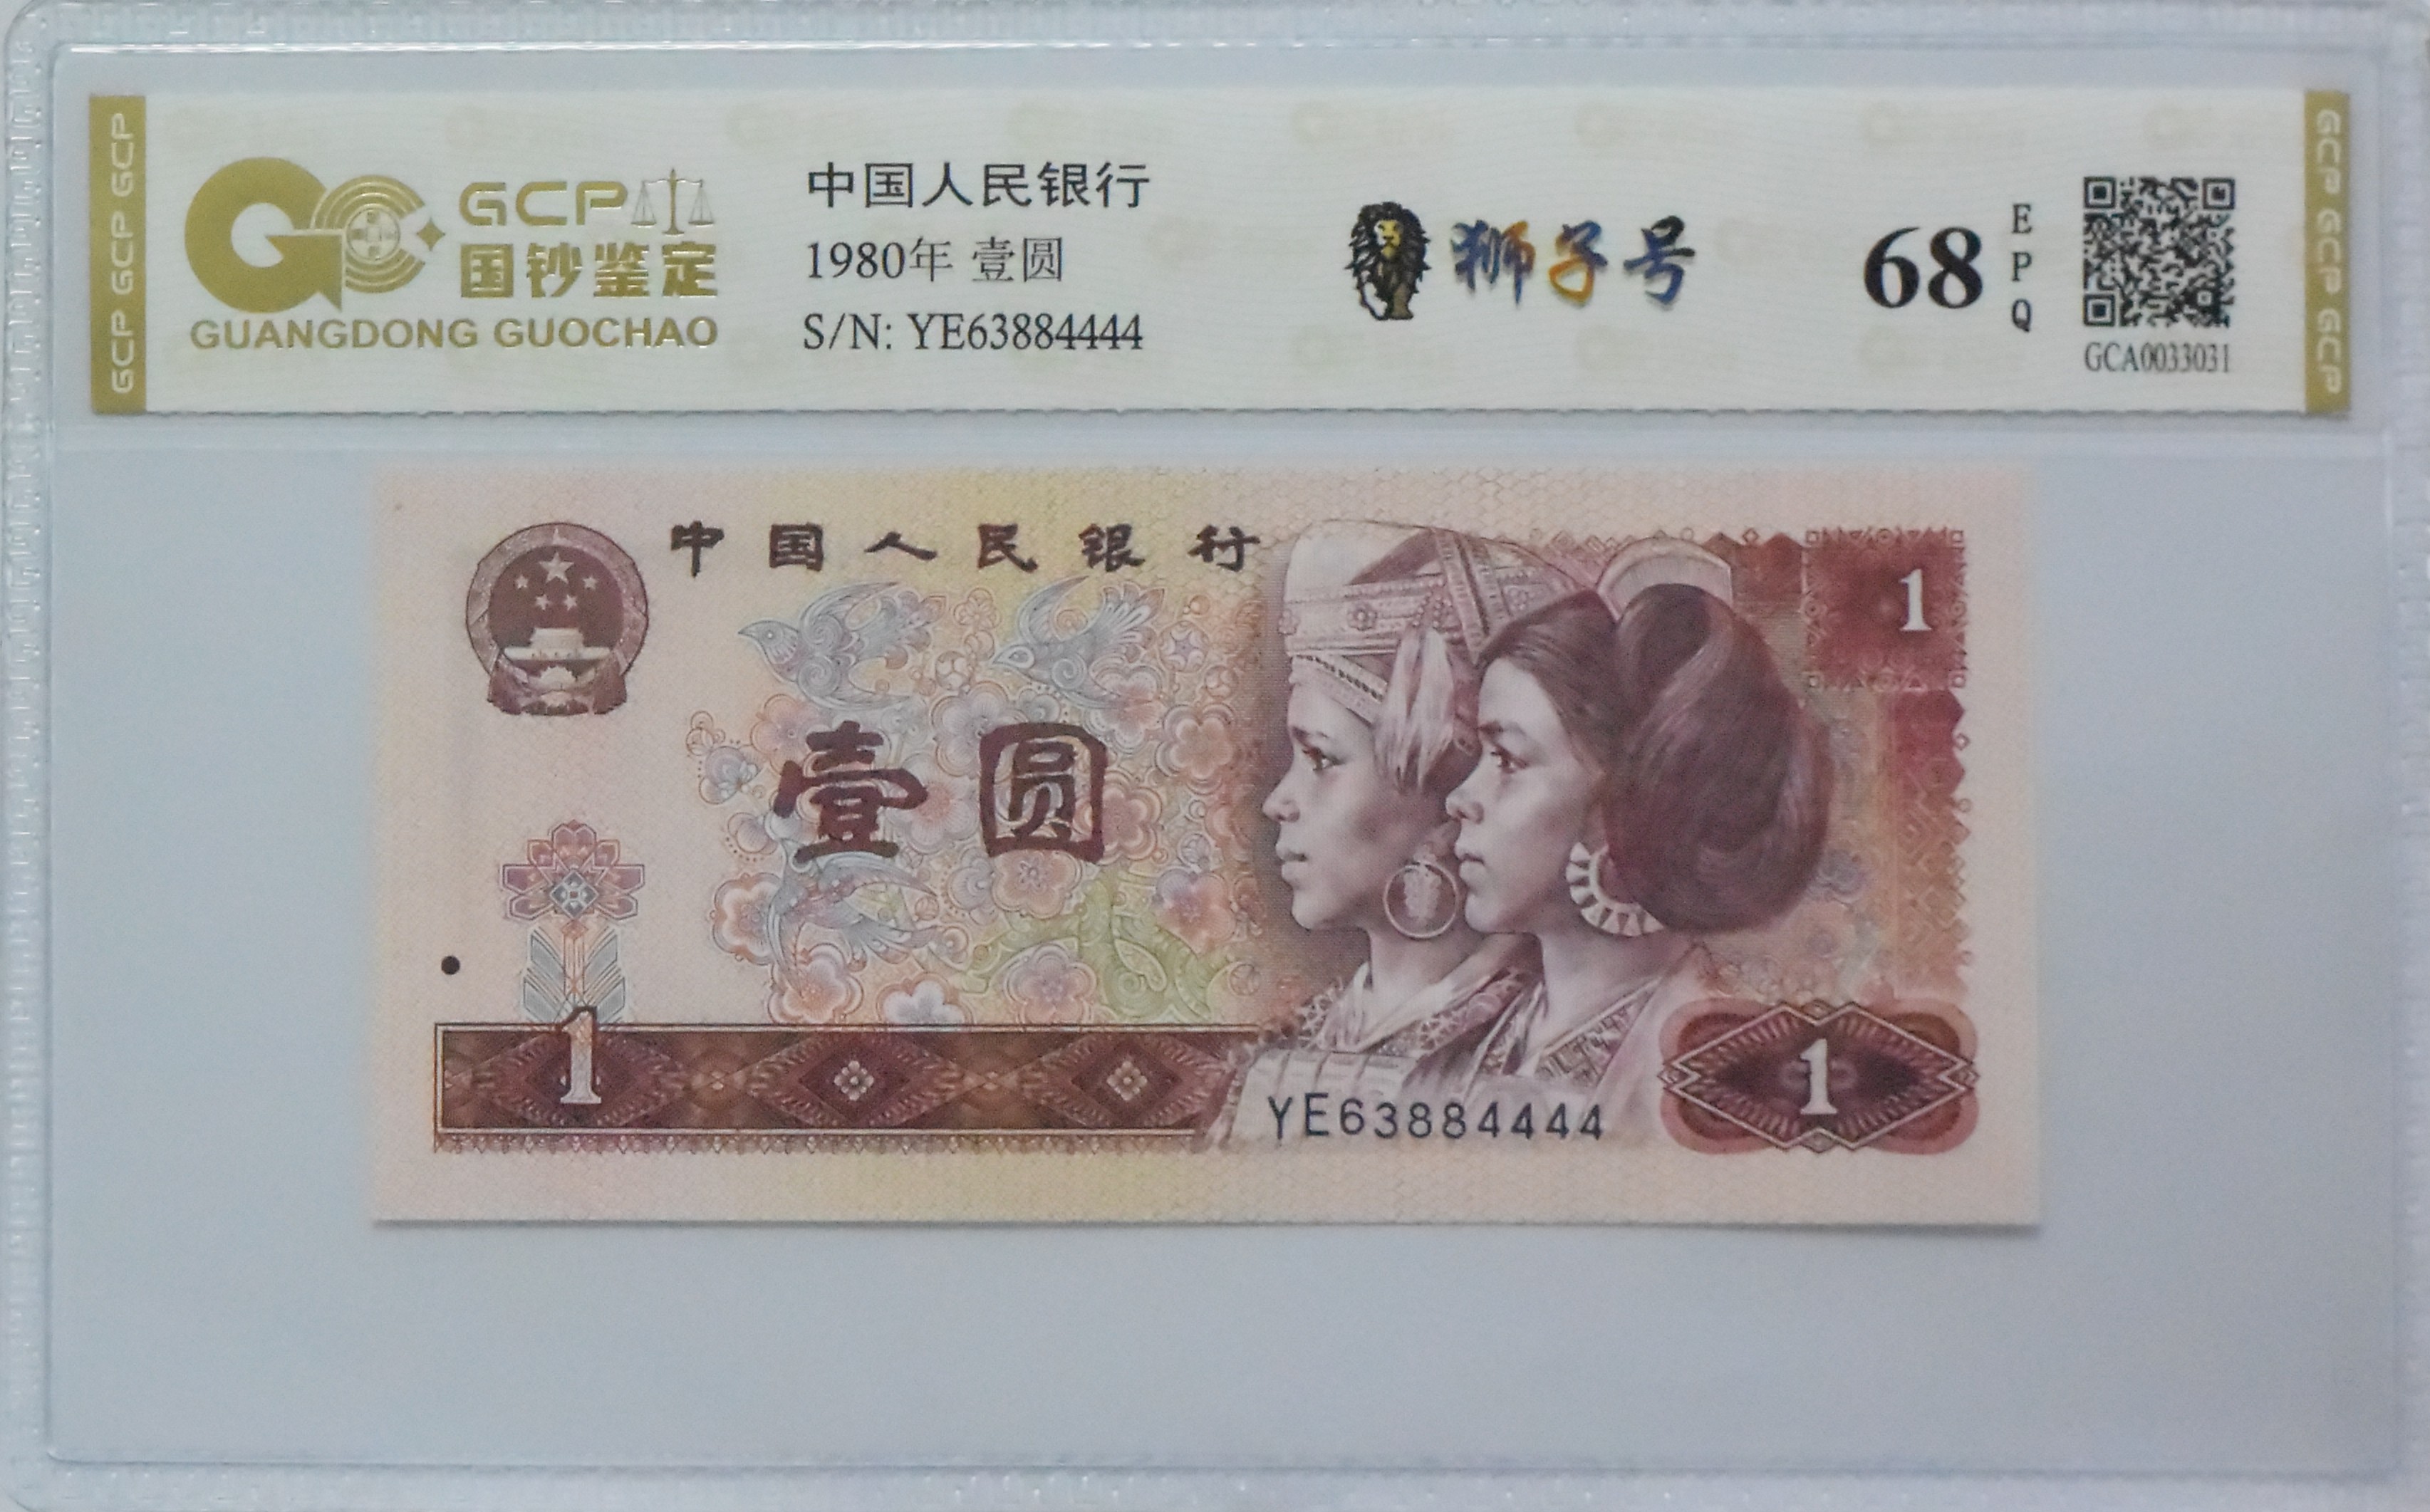 GCP GCP GCP
GCP
国钞鉴定
GUANGDONG GUOCHAO
中国人民银行
1980年 壹圆
S/N: YE63884444
狮子号
68
EPQ
GCA0033031
GCP GCP GCP
中国人民银行
1
壹圆
1
1
YE63884444